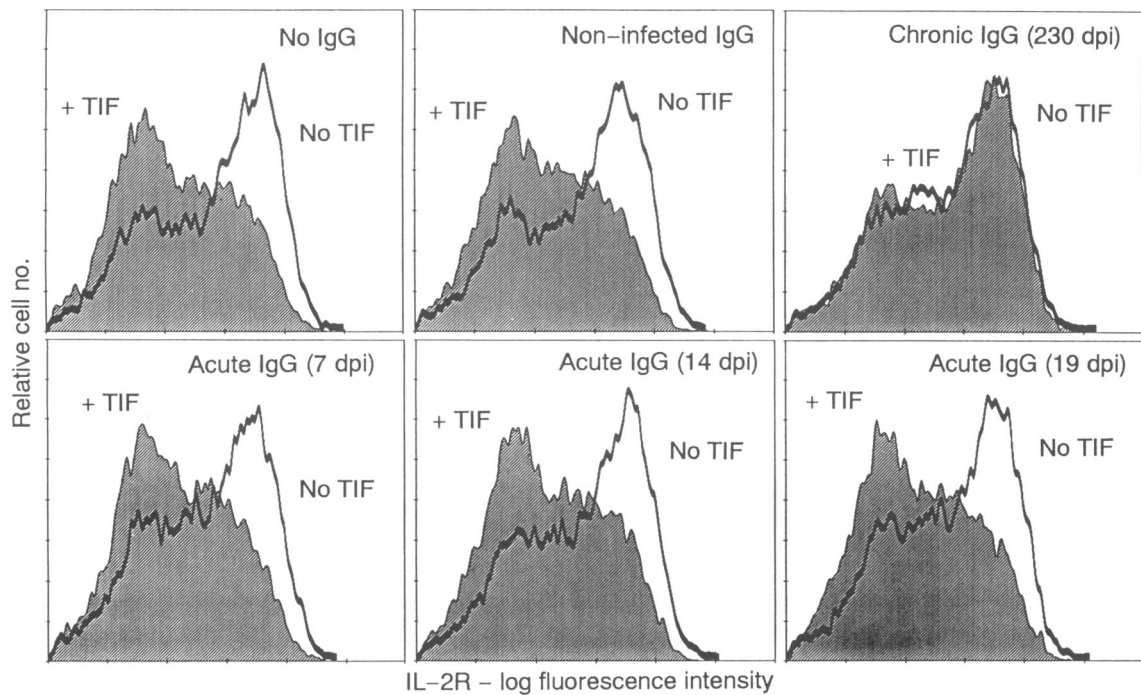 No IgG
+ TIF
No TIF
Non-infected IgG
+ TIF
No TIF
Chronic IgG (230 dpi)
No TIF
+ TIF
Acute IgG (7 dpi)
+ TIF
No TIF
Acute IgG (14 dpi)
+ TIF
No TIF
Acute IgG (19 dpi)
+ TIF
No TIF
Relative cell no.
IL-2R - log fluorescence intensity